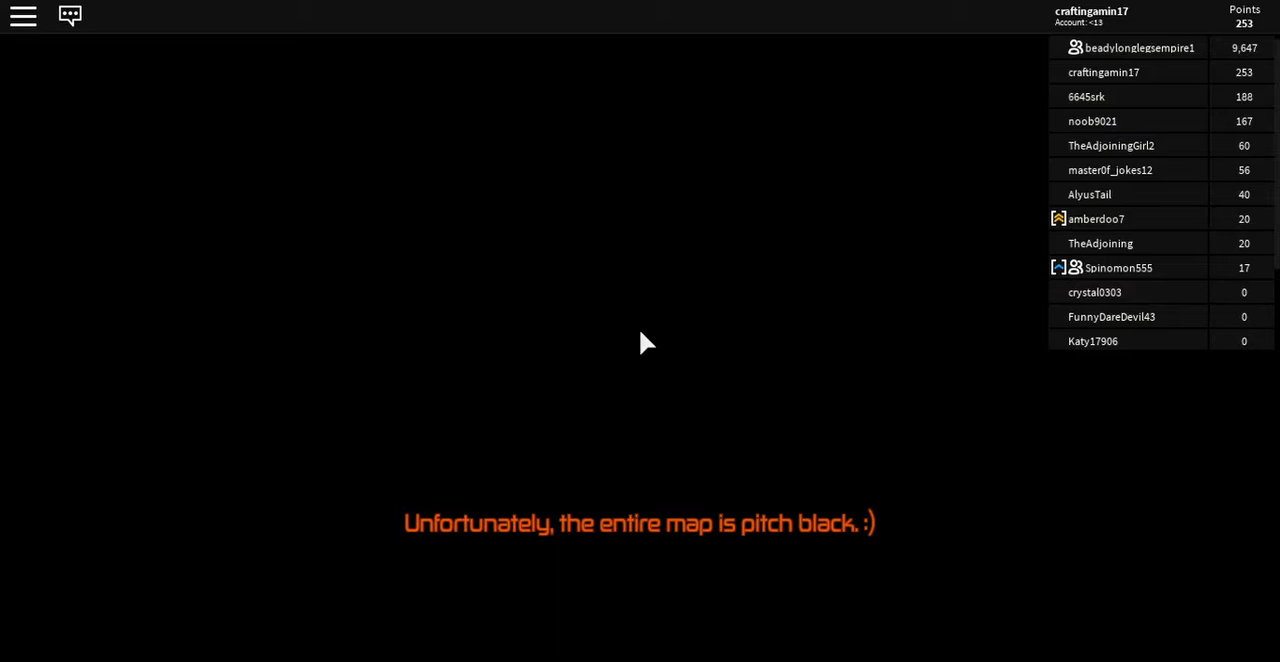 craftingamin17 Points
Account: <13 253
beadylonglegsempire1 9,647
craftingamin17 253
6645srk 188
noob9021 167
TheAdjoiningGirl2 60
master0f_jokes12 56
AlyusTail 40
amberdoo7 20
TheAdjoining 20
Spinomon555 17
crystal0303 0
FunnyDareDevil43 0
Katy17906 0
Unfortunately, the entire map is pitch black. :)